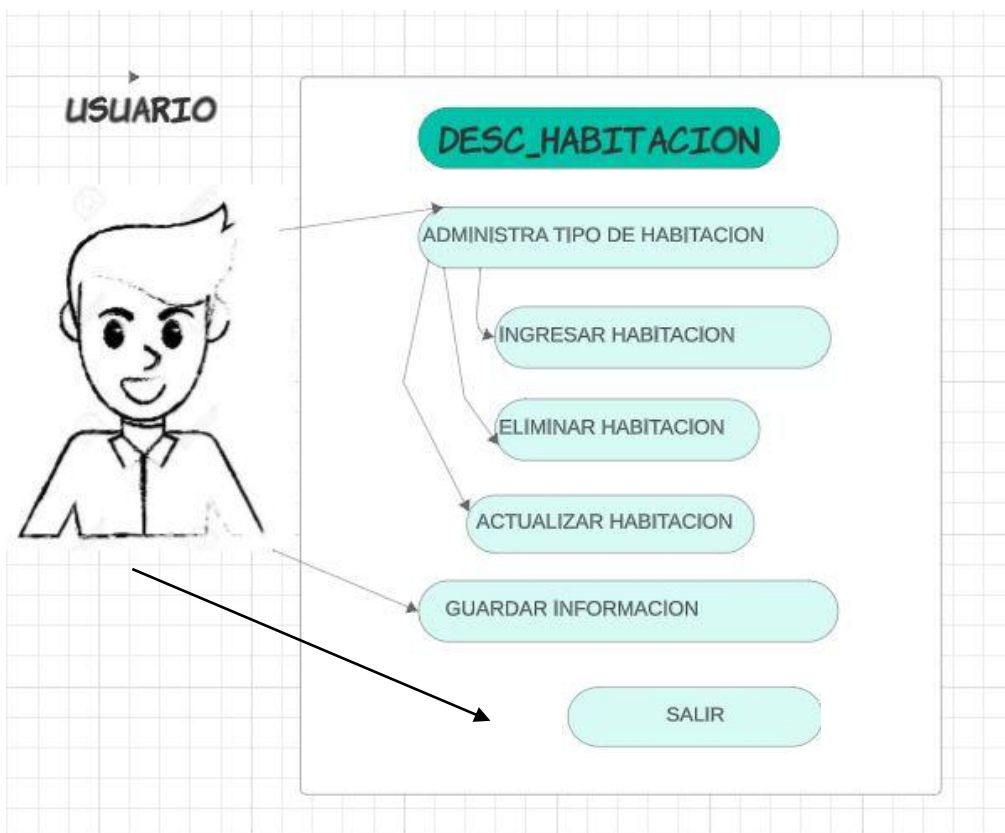 USUARIO
DESC_HABITACION
ADMINISTRA TIPO DE HABITACION
INGRESAR HABITACION
ELIMINAR HABITACION
ACTUALIZAR HABITACION
GUARDAR INFORMACION
SALIR